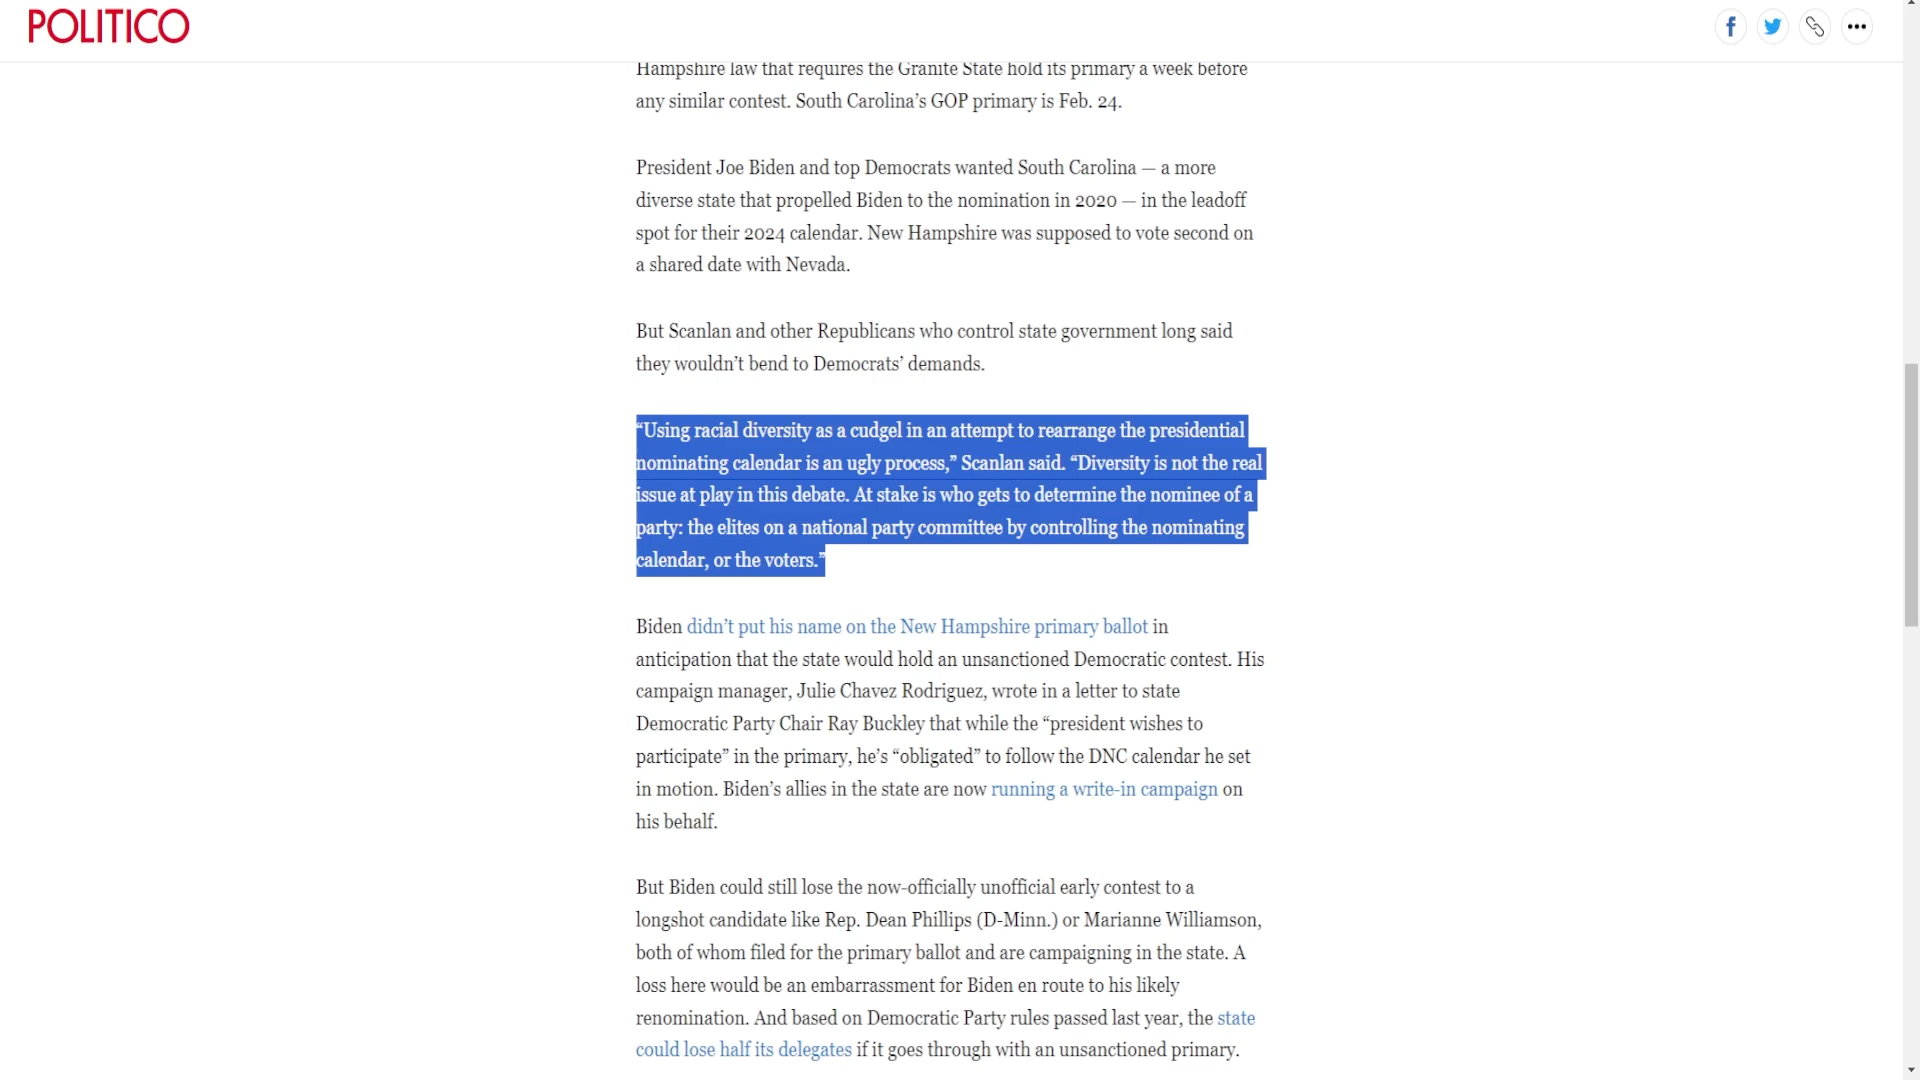 POLITICO
Hampshire law that requires the Granite State hold its primary a week before
any similar contest. South Carolina’s GOP primary is Feb. 24.
President Joe Biden and top Democrats wanted South Carolina — a more
diverse state that propelled Biden to the nomination in 2020 — in the leadoff
spot for their 2024 calendar. New Hampshire was supposed to vote second on
a shared date with Nevada.
But Scanlan and other Republicans who control state government long said
they wouldn’t bend to Democrats’ demands.
“Using racial diversity as a cudgel in an attempt to rearrange the presidential
nominating calendar is an ugly process,” Scanlan said. “Diversity is not the real
issue at play in this debate. At stake is who gets to determine the nominee of a
party: the elites on a national party committee by controlling the nominating
calendar, or the voters.”
Biden didn’t put his name on the New Hampshire primary ballot in
anticipation that the state would hold an unsanctioned Democratic contest. His
campaign manager, Julie Chavez Rodriguez, wrote in a letter to state
Democratic Party Chair Ray Buckley that while the “president wishes to
participate” in the primary, he’s “obligated” to follow the DNC calendar he set
in motion. Biden’s allies in the state are now running a write-in campaign on
his behalf.
But Biden could still lose the now-officially unofficial early contest to a
longshot candidate like Rep. Dean Phillips (D-Minn.) or Marianne Williamson,
both of whom filed for the primary ballot and are campaigning in the state. A
loss here would be an embarrassment for Biden en route to his likely
renomination. And based on Democratic Party rules passed last year, the state
could lose half its delegates if it goes through with an unsanctioned primary.